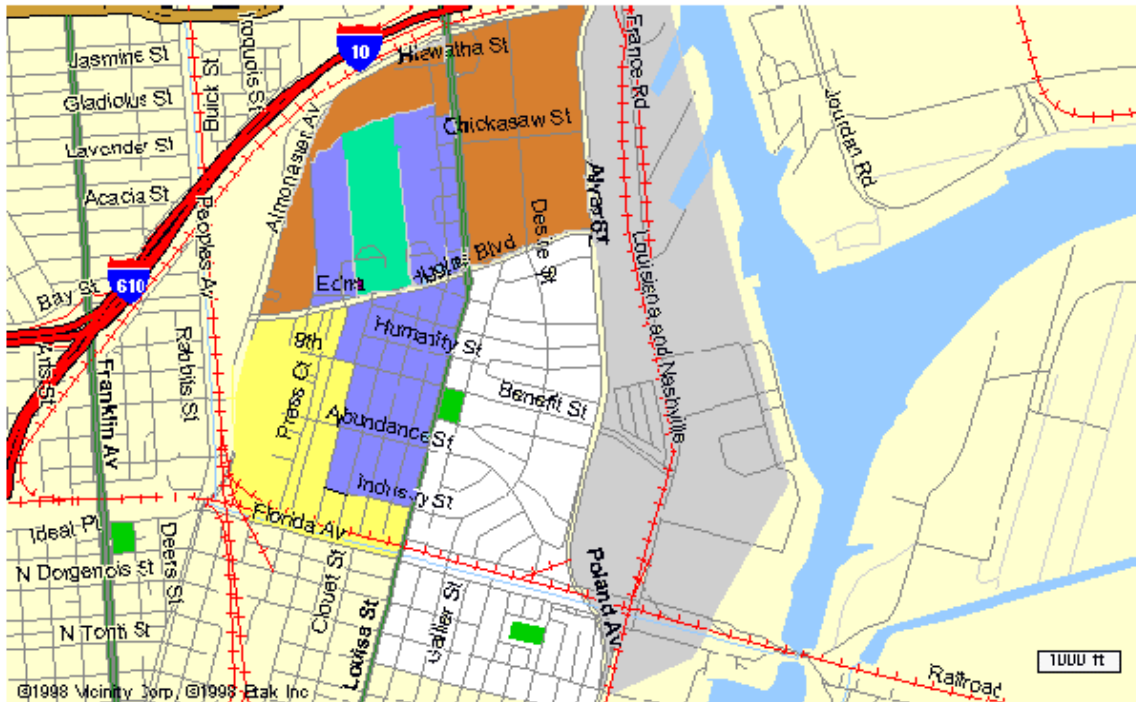 Jasmine St
Iroquois St
10
Hiawatha St
France Rd
Gladiolus St
Buick St
Chickasaw St
Jourdan Rd
Lavender St
Almonaster Av
Alvar St
Acacia St
Peoples Av
Desire St
Louisiana and Nashville
Blvd
610
Edna
Bay St
Humanity St
9th
Rabbits St
Arts St
Franklin Av
Press Ct
Benefit St
Abundance St
Industry St
Florida Av
Ideal Pl
Deers St
N Dorgenois St
Clouet St
Poland Av
N Tonti St
Gallier St
Louisa St
1000 ft
Railroad
©1998 Vicinity Corp, ©1998 Etak Inc